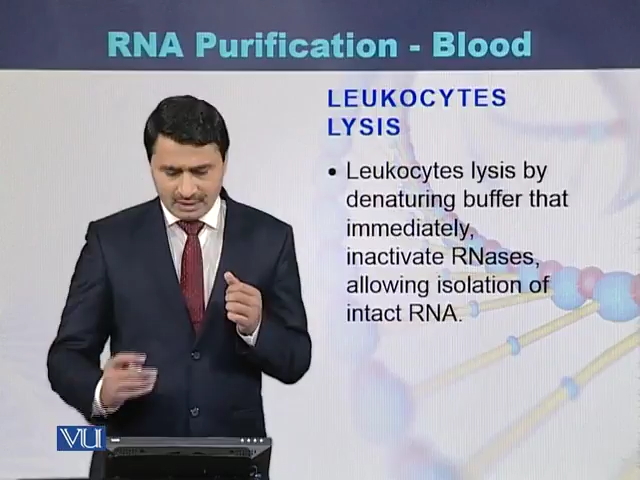 RNA Purification - Blood
LEUKOCYTES
LYSIS
• Leukocytes lysis by
denaturing buffer that
immediately,
inactivate RNases,
allowing isolation of
intact RNA.
VU